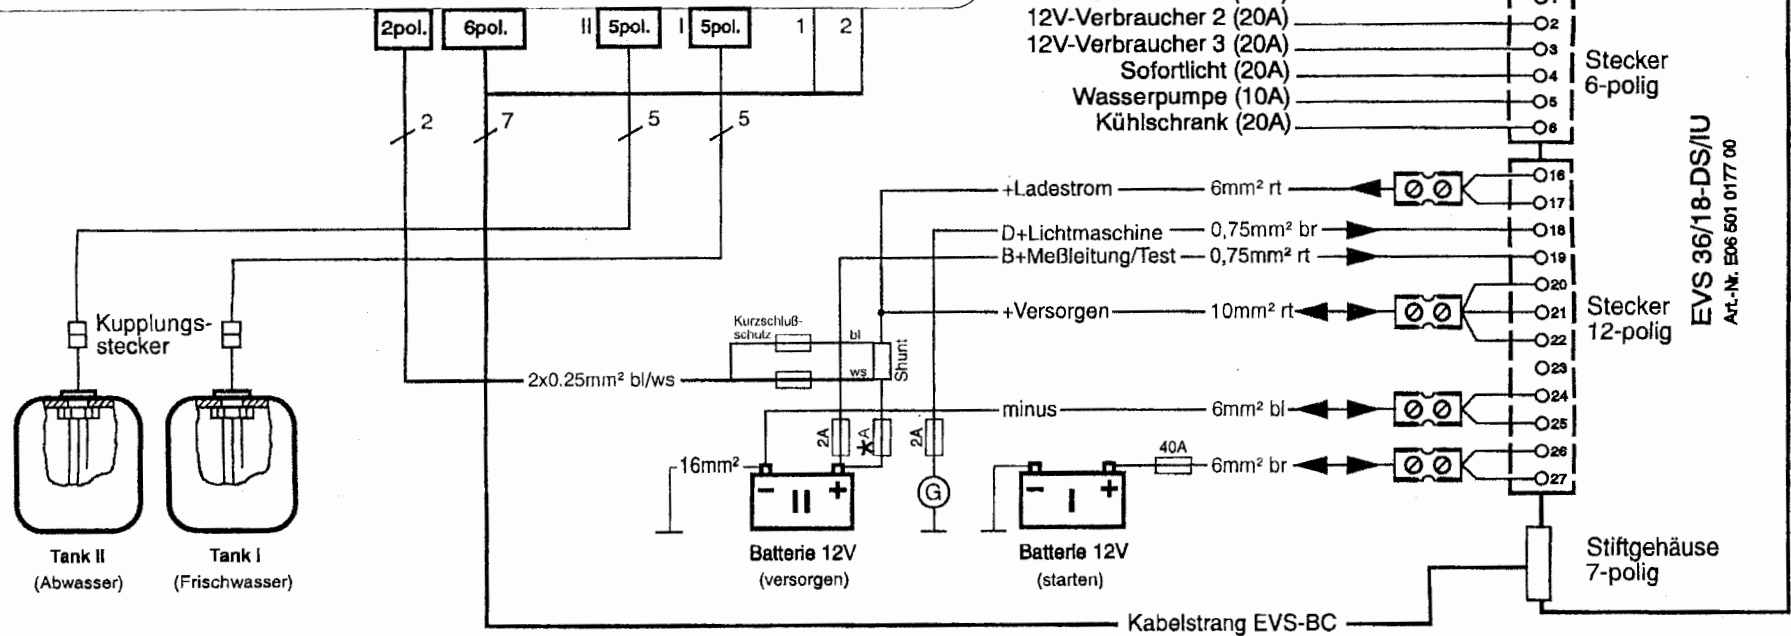 2pol. 6pol. II 5pol. I 5pol. 1 2
2 7 5 5
12V-Verbraucher 2 (20A) 2
12V-Verbraucher 3 (20A) 3
Sofortlicht (20A) 4
Wasserpumpe (10A) 5
Kühlschrank (20A) 6
Stecker
6-polig
EVS 36/18-DS/IU
Art.-Nr. E06 501 0177 00
+Ladestrom 6mm² rt 16
17
D+Lichtmaschine 0,75mm² br 18
B+Meßleitung/Test 0,75mm² rt 19
20
+Versorgen 10mm² rt 21
22
23
Stecker
12-polig
minus 6mm² bl 24
25
40A 6mm² br 26
27
Kupplungs-
stecker
Kurzschluß-
schutz
bl
ws
Shunt
2x0.25mm² bl/ws
2A
*A
2A
16mm²
G
− II +
− I +
Tank II
(Abwasser)
Tank I
(Frischwasser)
Batterie 12V
(versorgen)
Batterie 12V
(starten)
Stiftgehäuse
7-polig
Kabelstrang EVS-BC